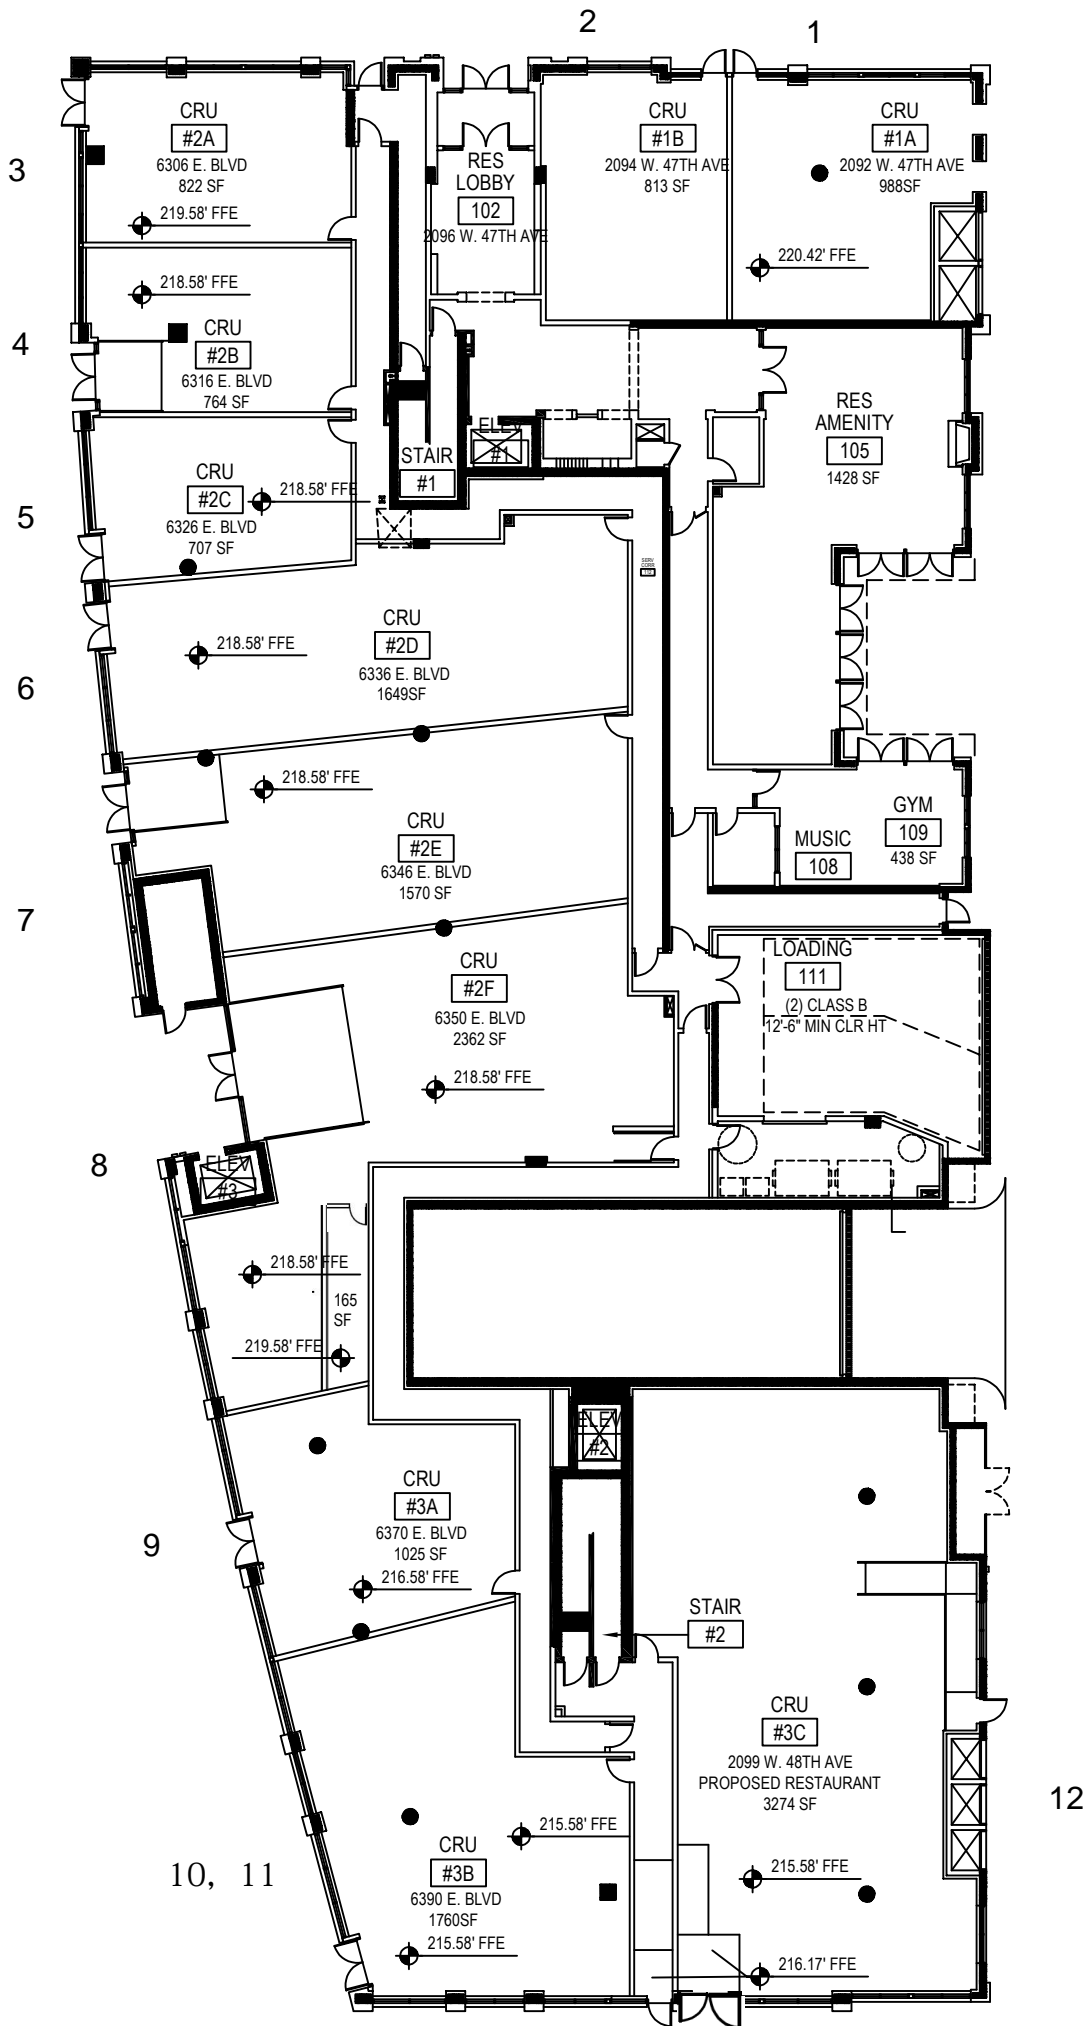 2
1
CRU
#2A
6306 E. BLVD
822 SF
219.58' FFE
3
RES
LOBBY
102
2096 W. 47TH AVE
CRU
#1B
2094 W. 47TH AVE
813 SF
CRU
#1A
2092 W. 47TH AVE
988SF
220.42' FFE
218.58' FFE
4
CRU
#2B
6316 E. BLVD
764 SF
STAIR
#1
ELEV
#1
RES
AMENITY
105
1428 SF
CRU
#2C
218.58' FFE
6326 E. BLVD
707 SF
5
SERV
CORR
CRU
#2D
218.58' FFE
6336 E. BLVD
1649SF
6
218.58' FFE
CRU
#2E
6346 E. BLVD
1570 SF
MUSIC
108
GYM
109
438 SF
7
CRU
#2F
6350 E. BLVD
2362 SF
218.58' FFE
LOADING
111
(2) CLASS B
12'-6" MIN CLR HT
8
ELEV
#3
218.58' FFE
165
SF
219.58' FFE
ELEV
#2
CRU
#3A
6370 E. BLVD
1025 SF
216.58' FFE
9
STAIR
#2
CRU
#3C
2099 W. 48TH AVE
PROPOSED RESTAURANT
3274 SF
12
215.58' FFE
CRU
#3B
6390 E. BLVD
1760SF
215.58' FFE
10, 11
215.58' FFE
216.17' FFE